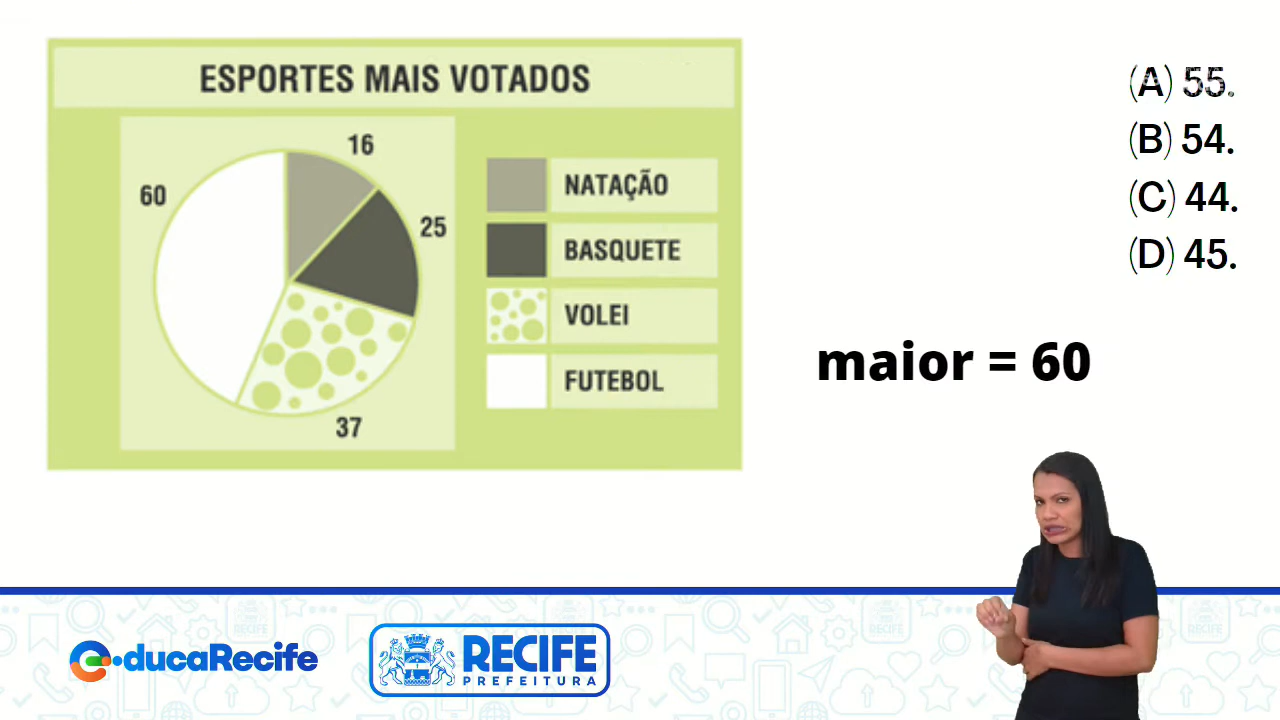 ESPORTES MAIS VOTADOS
16
60
25
37
NATAÇÃO
BASQUETE
VOLEI
FUTEBOL
(A) 55.
(B) 54.
(C) 44.
(D) 45.
maior = 60
ducaRecife
RECIFE
PREFEITURA